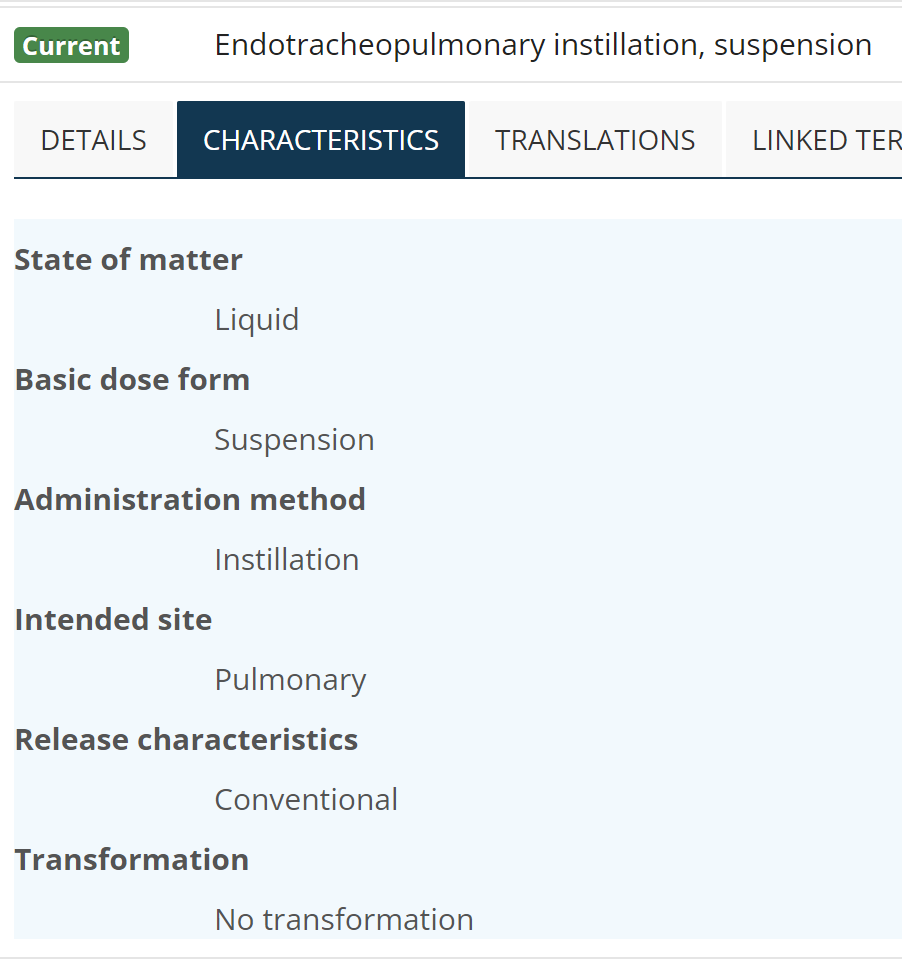 Current Endotracheopulmonary instillation, suspension
DETAILS CHARACTERISTICS TRANSLATIONS LINKED TER
State of matter
Liquid
Basic dose form
Suspension
Administration method
Instillation
Intended site
Pulmonary
Release characteristics
Conventional
Transformation
No transformation